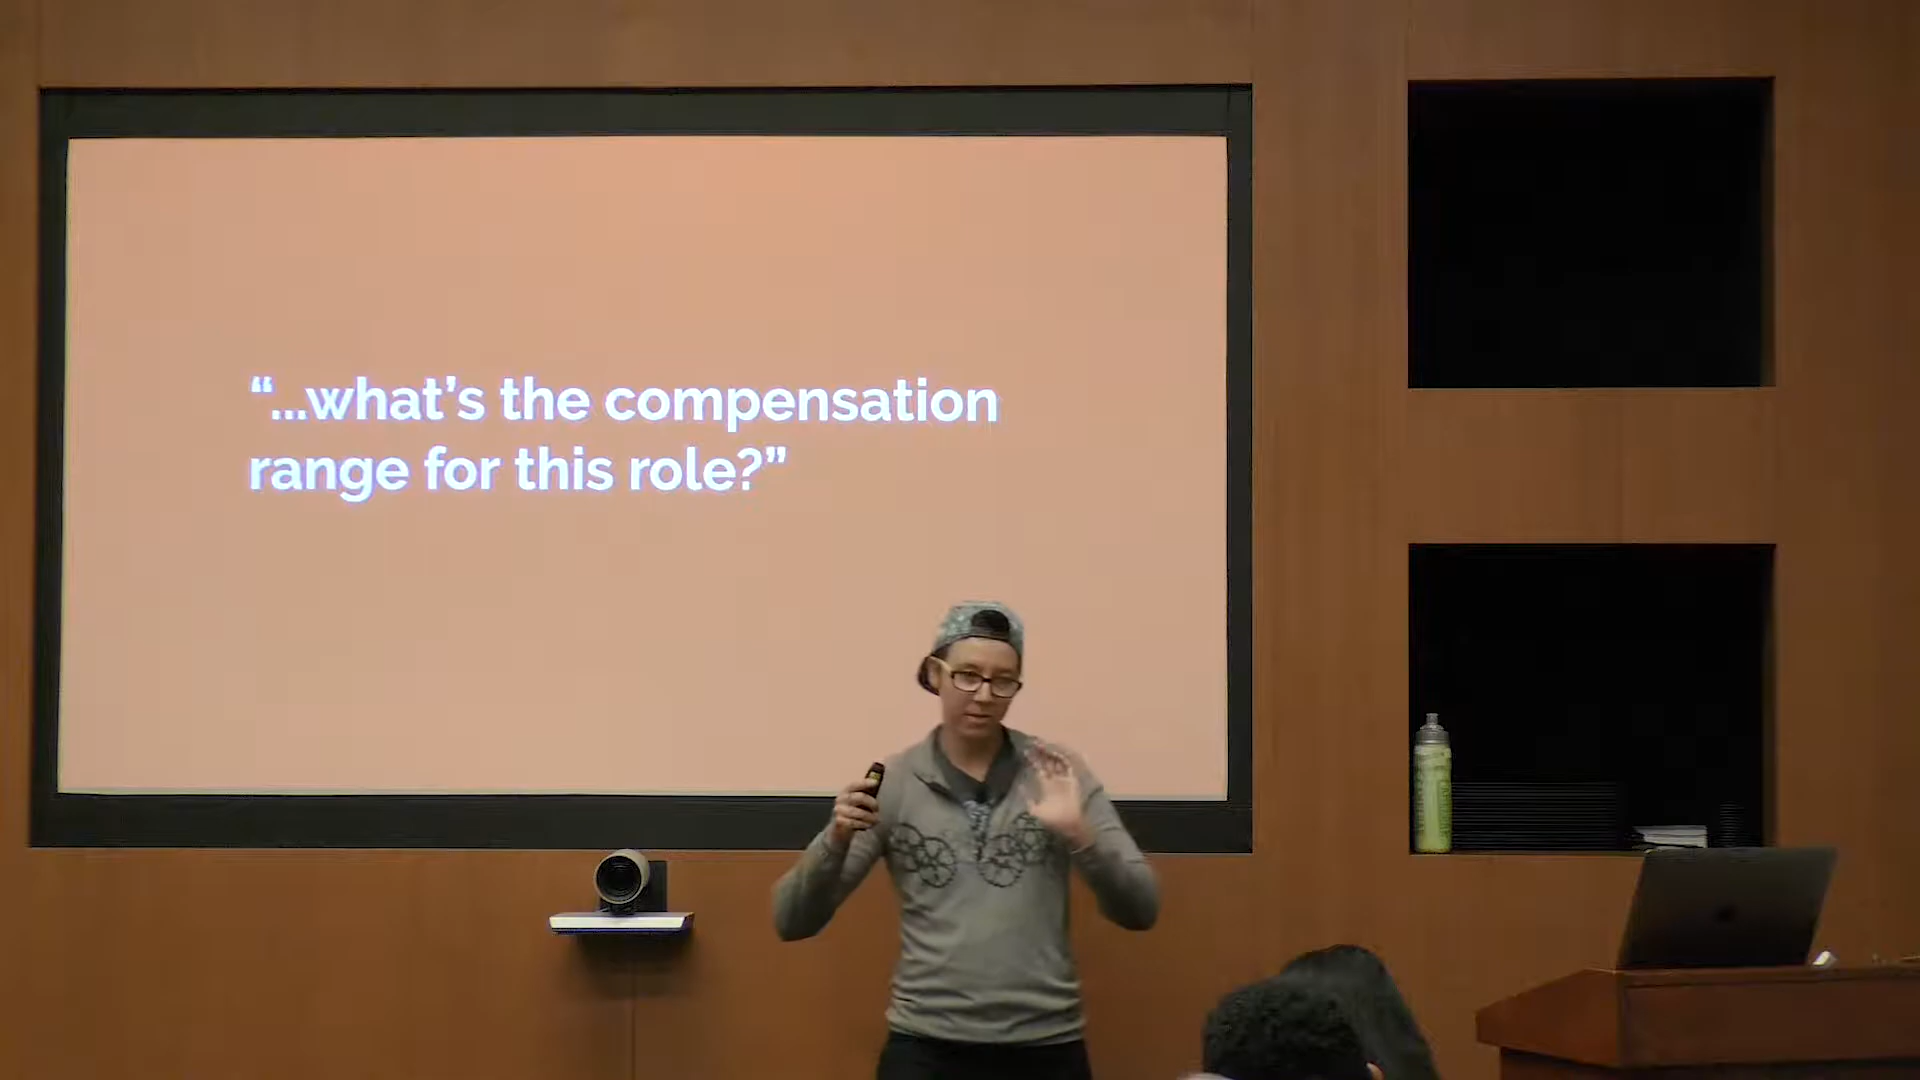 “...what’s the compensation
range for this role?”